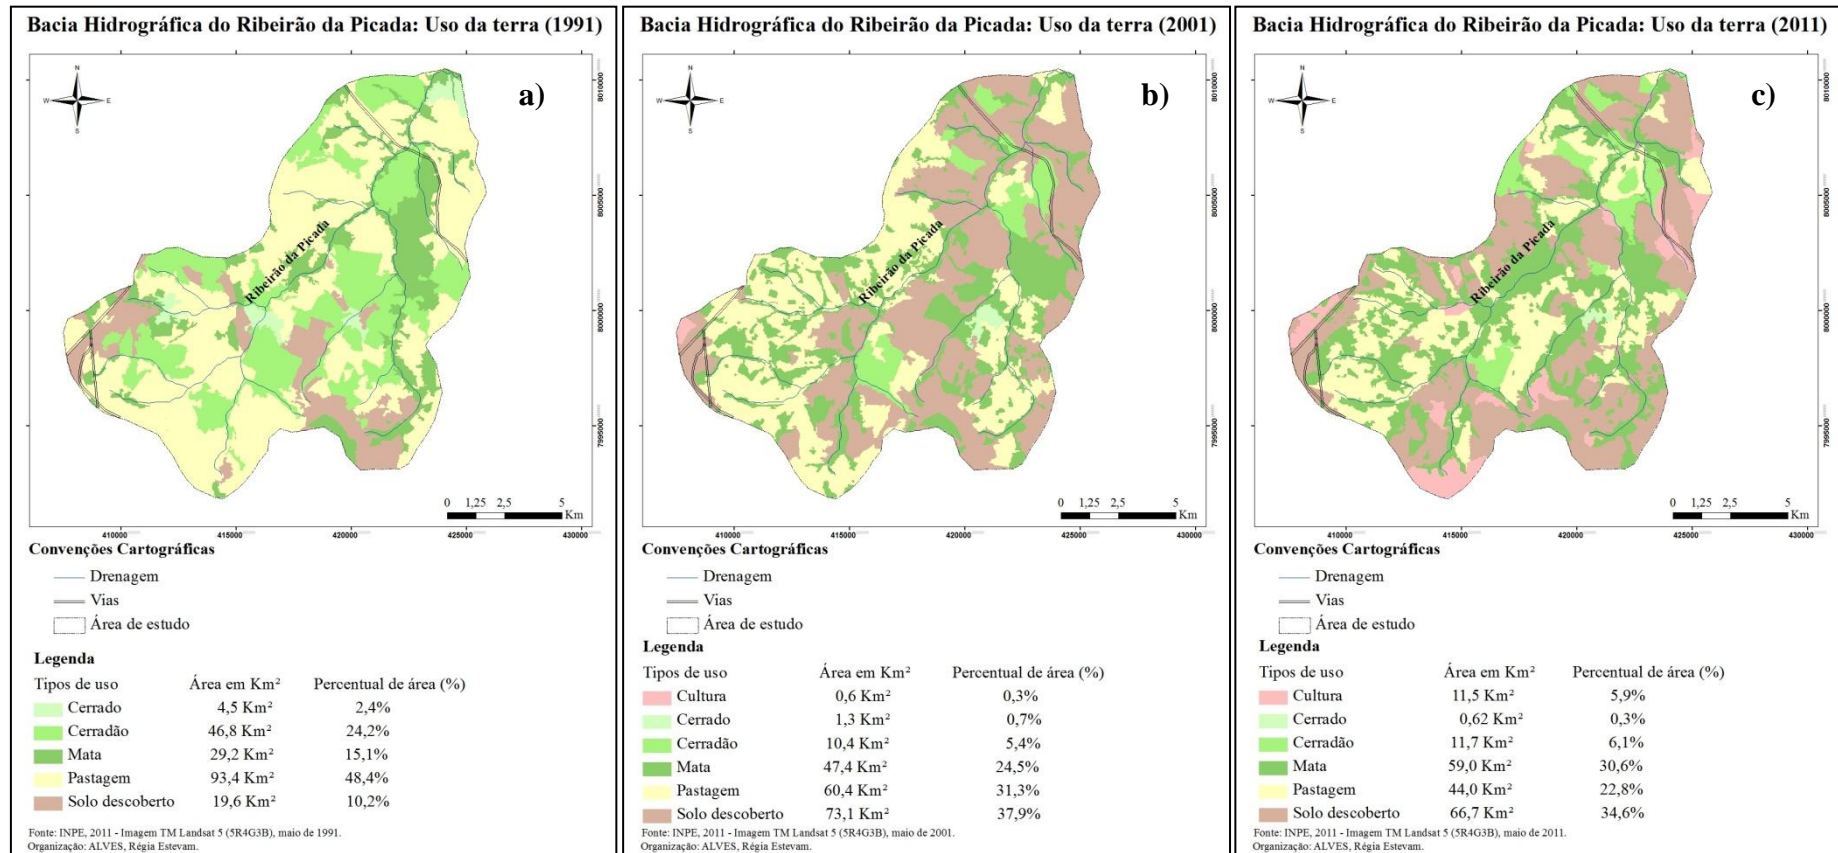 Bacia Hidrográfica do Ribeirão da Picada: Uso da terra (1991)
a)
N
W E
S
8010000
8005000
8000000
7995000
Ribeirão da Picada
0 1,25 2,5 5
Km
410000 415000 420000 425000 430000
Convenções Cartográficas
Drenagem
Vias
Área de estudo
Legenda
Tipos de uso Área em Km² Percentual de área (%)
Cerrado 4,5 Km² 2,4%
Cerradão 46,8 Km² 24,2%
Mata 29,2 Km² 15,1%
Pastagem 93,4 Km² 48,4%
Solo descoberto 19,6 Km² 10,2%
Fonte: INPE, 2011 - Imagem TM Landsat 5 (5R4G3B), maio de 1991.
Organização: ALVES, Régia Estevam.
Bacia Hidrográfica do Ribeirão da Picada: Uso da terra (2001)
b)
N
W E
S
8010000
8005000
8000000
7995000
Ribeirão da Picada
0 1,25 2,5 5
Km
410000 415000 420000 425000 430000
Convenções Cartográficas
Drenagem
Vias
Área de estudo
Legenda
Tipos de uso Área em Km² Percentual de área (%)
Cultura 0,6 Km² 0,3%
Cerrado 1,3 Km² 0,7%
Cerradão 10,4 Km² 5,4%
Mata 47,4 Km² 24,5%
Pastagem 60,4 Km² 31,3%
Solo descoberto 73,1 Km² 37,9%
Fonte: INPE, 2011 - Imagem TM Landsat 5 (5R4G3B), maio de 2001.
Organização: ALVES, Régia Estevam.
Bacia Hidrográfica do Ribeirão da Picada: Uso da terra (2011)
c)
N
W E
S
8010000
8005000
8000000
7995000
Ribeirão da Picada
0 1,25 2,5 5
Km
410000 415000 420000 425000 430000
Convenções Cartográficas
Drenagem
Vias
Área de estudo
Legenda
Tipos de uso Área em Km² Percentual de área (%)
Cultura 11,5 Km² 5,9%
Cerrado 0,62 Km² 0,3%
Cerradão 11,7 Km² 6,1%
Mata 59,0 Km² 30,6%
Pastagem 44,0 Km² 22,8%
Solo descoberto 66,7 Km² 34,6%
Fonte: INPE, 2011 - Imagem TM Landsat 5 (5R4G3B), maio de 2011.
Organização: ALVES, Régia Estevam.